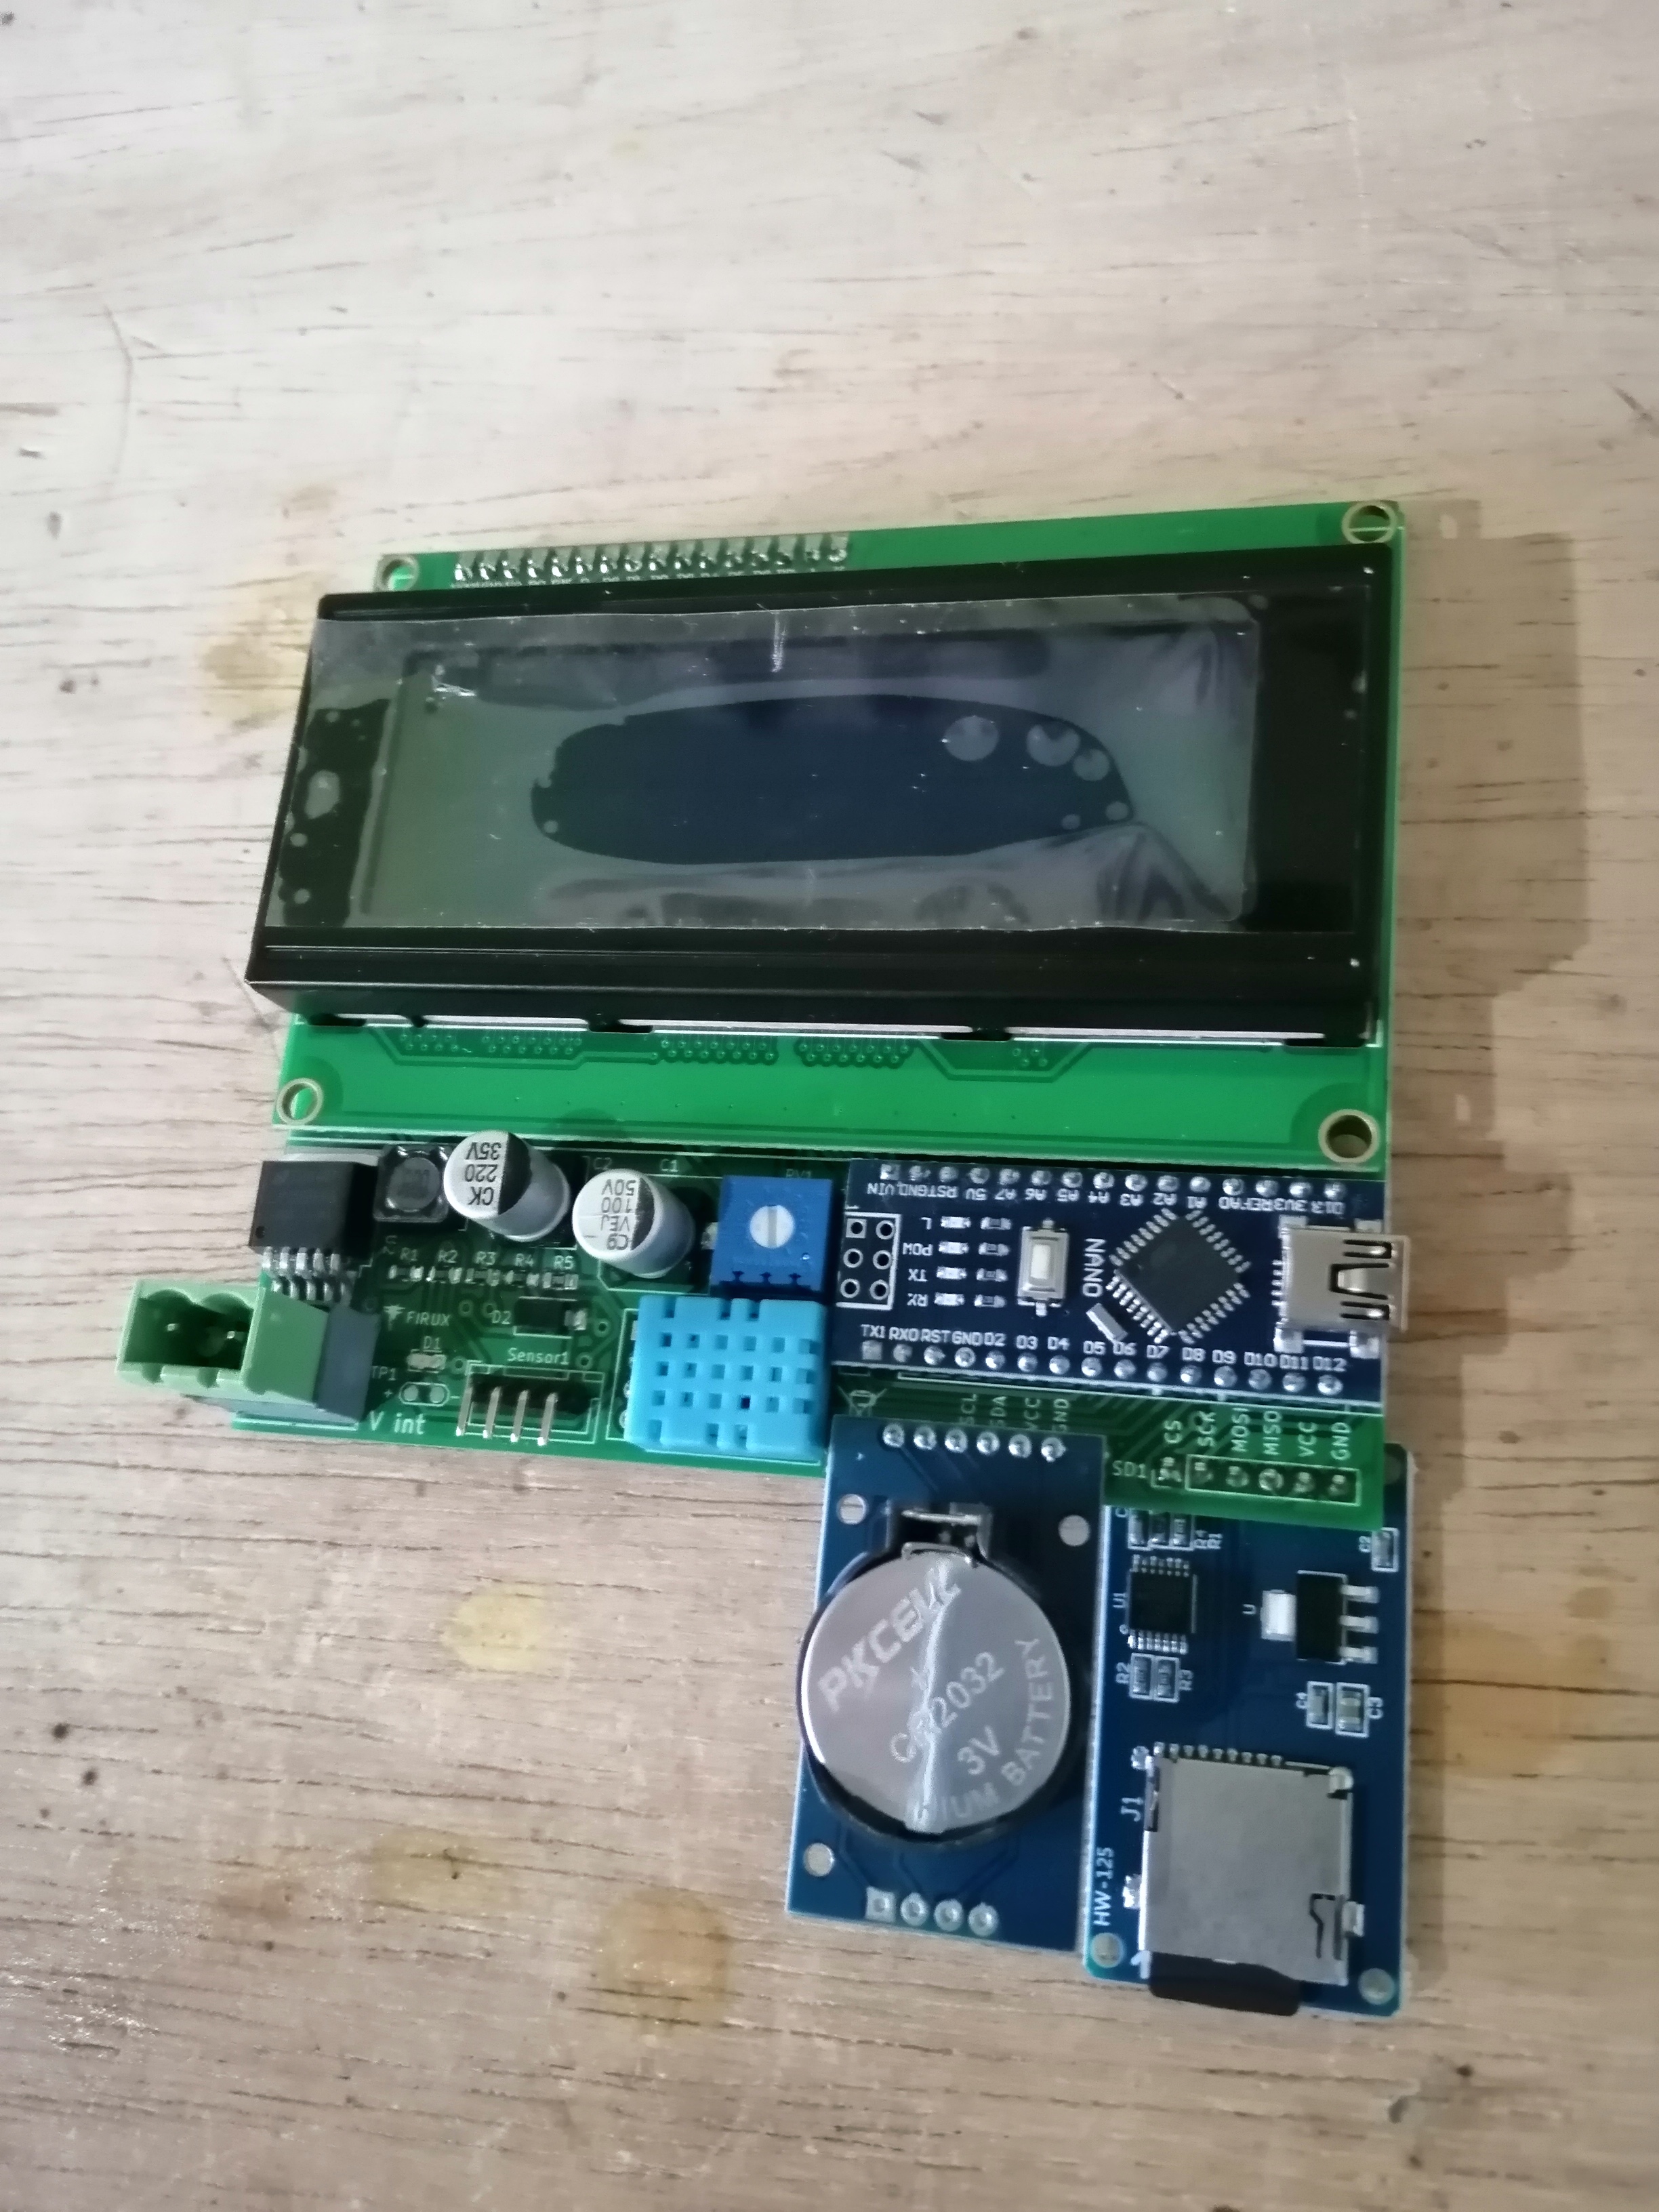 CK
220
35V
C9
VEJ
100
50V
C2
C1
RV1
R1 R2 R3 R4 R5
FIRUX
D2
D1
Sensor1
TP1
+ -
V int
VIN GND RST 5V A7 A6 A5 A4 A3 A2 A1 A0 REF 3V3 D13
L
POW
TX
RX
NANO
TX1 RX0 RST GND D2 D3 D4 D5 D6 D7 D8 D9 D10 D11 D12
SCL
SDA
VCC
GND
SD1
CS
SCK
MOSI
MISO
VCC
GND
PKCELL
CR2032
3V
BATTERY
R4
R1
C2
U1
U
R2
R3
C4
C3
J1
HW-125